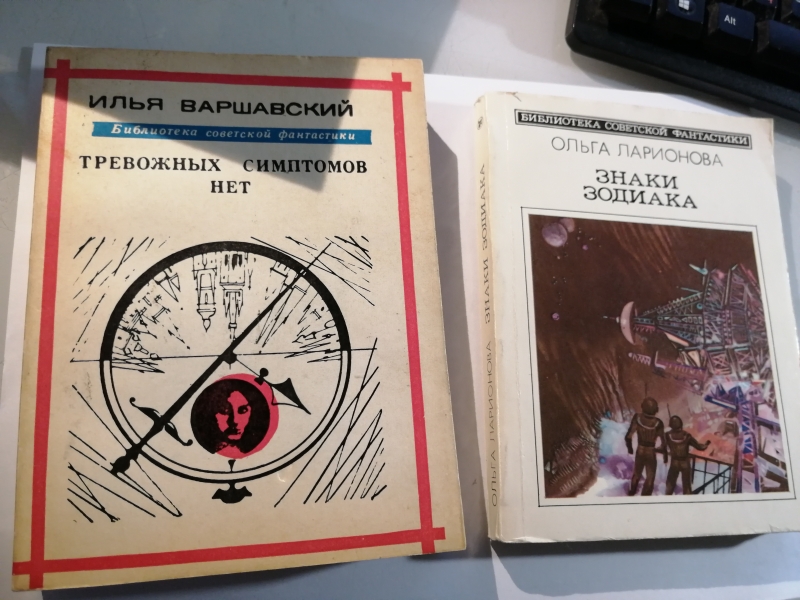 ИЛЬЯ ВАРШАВСКИЙ
Библиотека советской фантастики
ТРЕВОЖНЫХ СИМПТОМОВ
НЕТ
БИБЛИОТЕКА СОВЕТСКОЙ ФАНТАСТИКИ
ОЛЬГА ЛАРИОНОВА
ЗНАКИ
ЗОДИАКА
ОЛЬГА ЛАРИОНОВА ЗНАКИ ЗОДИАКА
Alt